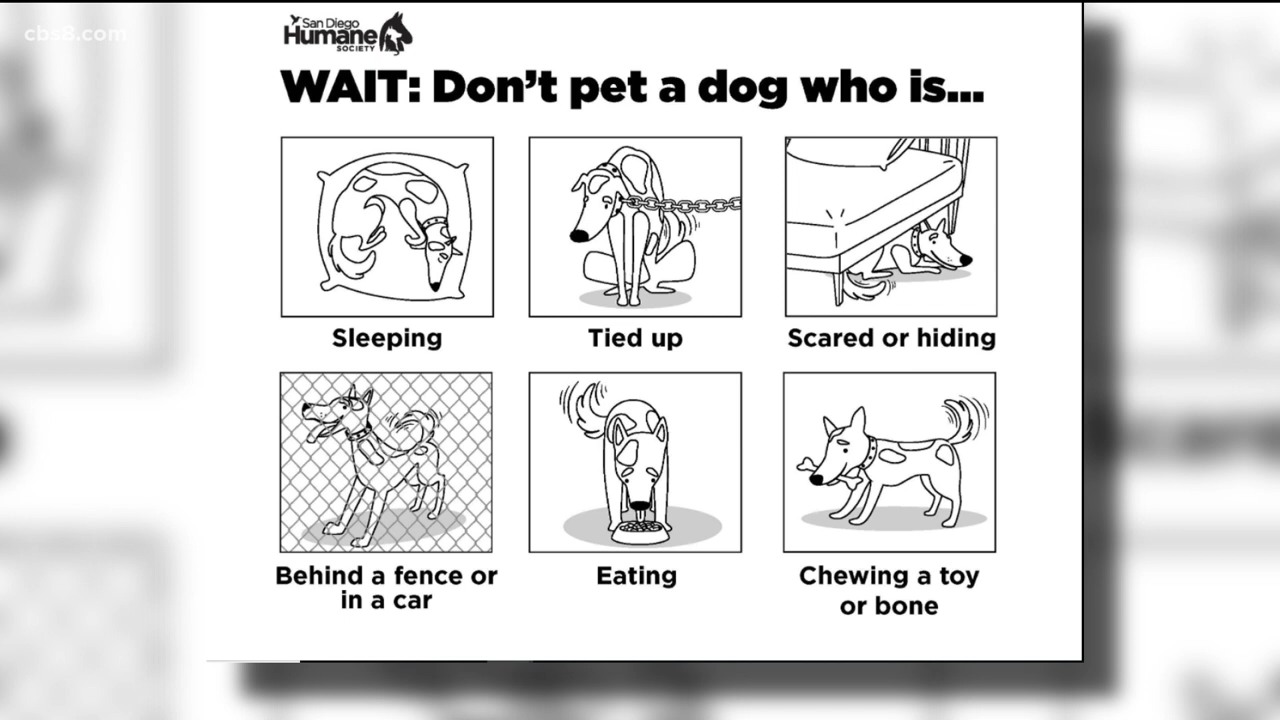 cbs8.com
San Diego
Humane
SOCIETY
WAIT: Don't pet a dog who is...
Sleeping
Tied up
Scared or hiding
Behind a fence or
in a car
Eating
Chewing a toy
or bone